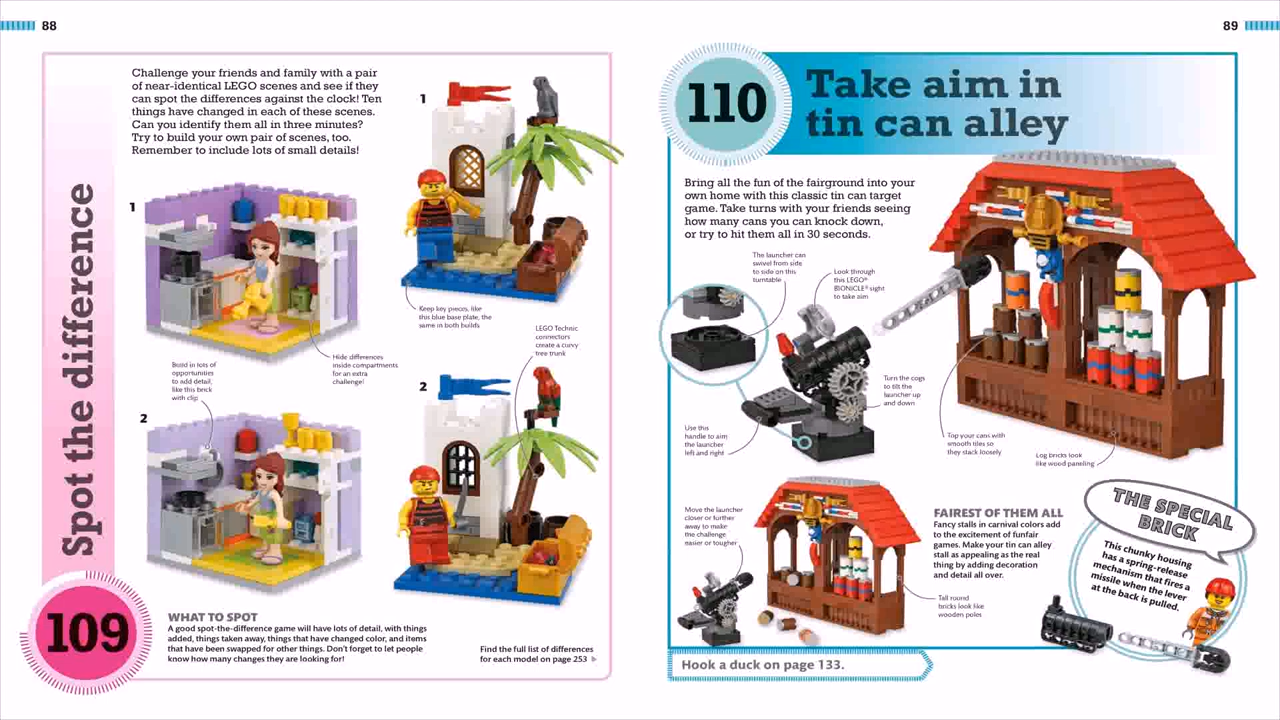 88
Challenge your friends and family with a pair
of near-identical LEGO scenes and see if they
can spot the differences against the clock! Ten
things have changed in each of these scenes.
Can you identify them all in three minutes?
Try to build your own pair of scenes, too.
Remember to include lots of small details!
Spot the difference
1
1
Keep key pieces, like
this blue base plate, the
same in both builds
LEGO Technic
connectors
create a curvy
tree trunk
Build in lots of
opportunities
to add detail,
like this brick
with clip
Hide differences
inside compartments
for an extra
challenge!
2
2
109
WHAT TO SPOT
A good spot-the-difference game will have lots of detail, with things
added, things taken away, things that have changed color, and items
that have been swapped for other things. Don't forget to let people
know how many changes they are looking for!
Find the full list of differences
for each model on page 253
89
110
Take aim in
tin can alley
Bring all the fun of the fairground into your
own home with this classic tin can target
game. Take turns with your friends seeing
how many cans you can knock down,
or try to hit them all in 30 seconds.
The launcher can
swivel from side
to side on this
turntable
Look through
this LEGO®
BIONICLE® sight
to take aim
Turn the cogs
to tilt the
launcher up
and down
Use this
handle to aim
the launcher
left and right
Top your cans with
smooth tiles so
they stack loosely
Log bricks look
like wood paneling
Move the launcher
closer or further
away to make
the challenge
easier or tougher
FAIREST OF THEM ALL
Fancy stalls in carnival colors add
to the excitement of funfair
games. Make your tin can alley
stall as appealing as the real
thing by adding decoration
and detail all over.
Tall round
bricks look like
wooden poles
THE SPECIAL
BRICK
This chunky housing
has a spring-release
mechanism that fires a
missile when the lever
at the back is pulled.
Hook a duck on page 133.